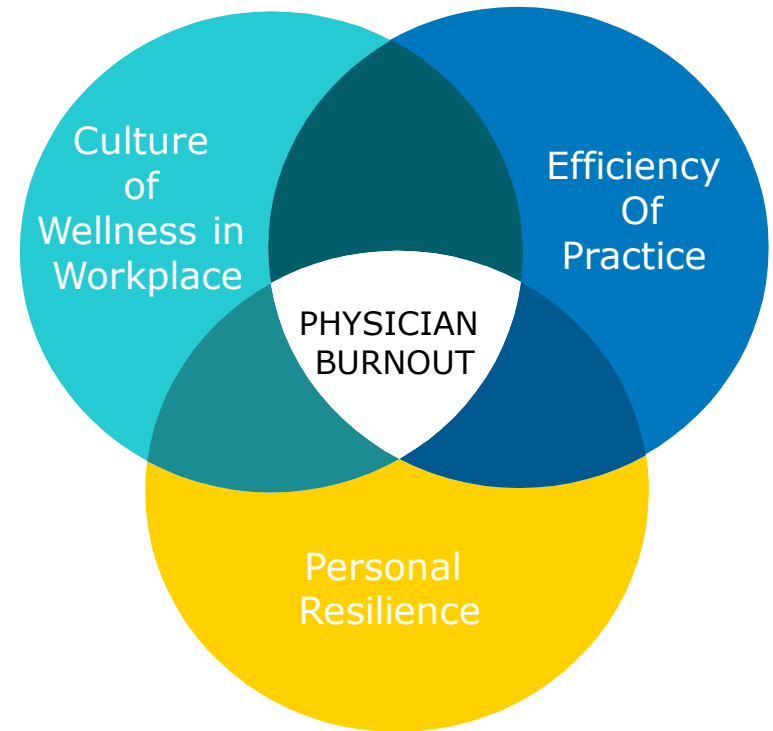 Culture
of
Wellness in
Workplace
Efficiency
Of
Practice
PHYSICIAN
BURNOUT
Personal
Resilience